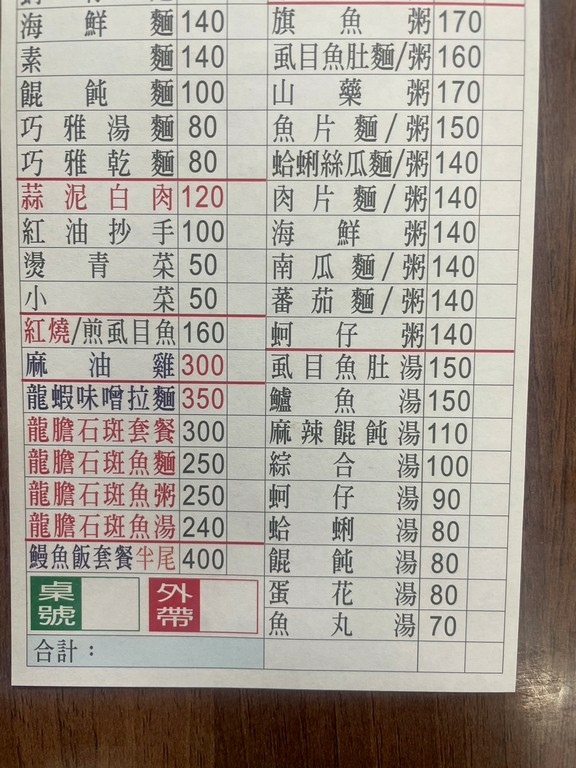 海鮮麵 140
素麵 140
餛飩麵 100
巧雅湯麵 80
巧雅乾麵 80
蒜泥白肉 120
紅油抄手 100
燙青菜 50
小菜 50
紅燒/煎虱目魚 160
麻油雞 300
龍蝦味噌拉麵 350
龍膽石斑套餐 300
龍膽石斑魚麵 250
龍膽石斑魚粥 250
龍膽石斑魚湯 240
鰻魚飯套餐半尾 400
桌號
外帶
合計：
旗魚粥 170
虱目魚肚麵/粥 160
山藥粥 170
魚片麵/粥 150
蛤蜊絲瓜麵/粥 140
肉片麵/粥 140
海鮮粥 140
南瓜麵/粥 140
蕃茄麵/粥 140
蚵仔粥 140
虱目魚肚湯 150
鱸魚湯 150
麻辣餛飩湯 110
綜合湯 100
蚵仔湯 90
蛤蜊湯 80
餛飩湯 80
蛋花湯 80
魚丸湯 70